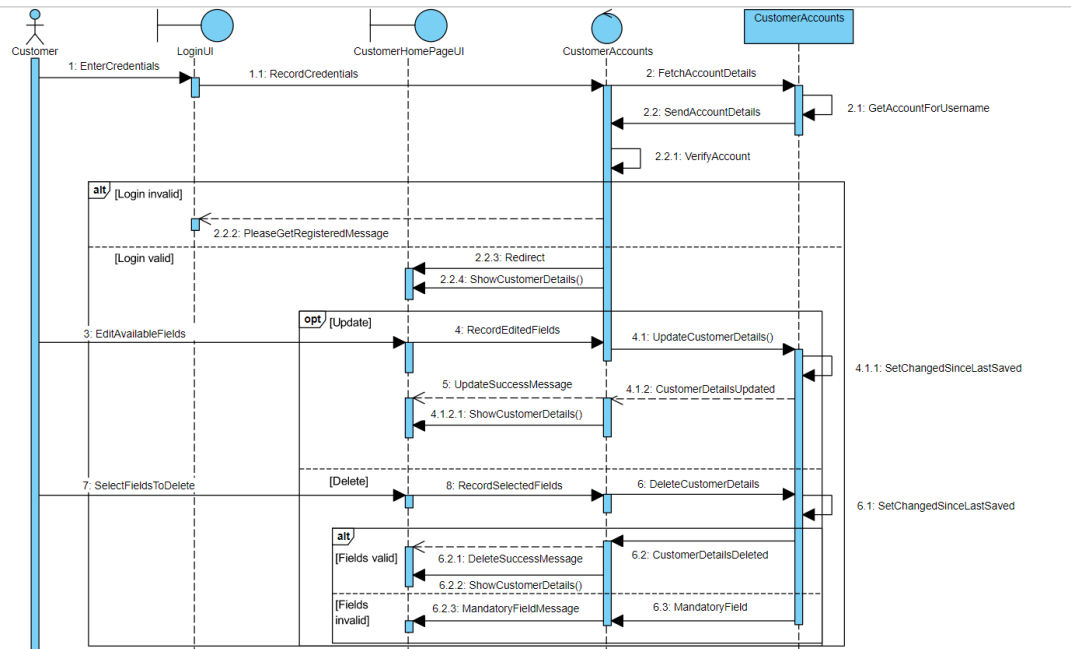 CustomerAccounts
Customer
LoginUI
CustomerHomePageUI
CustomerAccounts
1: EnterCredentials
1.1: RecordCredentials
2: FetchAccountDetails
2.1: GetAccountForUsername
2.2: SendAccountDetails
2.2.1: VerifyAccount
alt
[Login invalid]
2.2.2: PleaseGetRegisteredMessage
[Login valid]
2.2.3: Redirect
2.2.4: ShowCustomerDetails()
opt
[Update]
3: EditAvailableFields
4: RecordEditedFields
4.1: UpdateCustomerDetails()
4.1.1: SetChangedSinceLastSaved
5: UpdateSuccessMessage
4.1.2: CustomerDetailsUpdated
4.1.2.1: ShowCustomerDetails()
[Delete]
7: SelectFieldsToDelete
8: RecordSelectedFields
6: DeleteCustomerDetails
6.1: SetChangedSinceLastSaved
alt
[Fields valid]
6.2.1: DeleteSuccessMessage
6.2: CustomerDetailsDeleted
6.2.2: ShowCustomerDetails()
[Fields
invalid]
6.2.3: MandatoryFieldMessage
6.3: MandatoryField